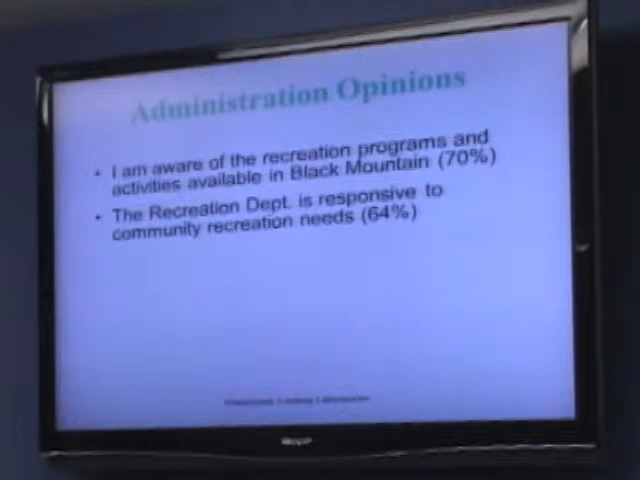 Administration Opinions
• I am aware of the recreation programs and
activities available in Black Mountain (70%)
• The Recreation Dept. is responsive to
community recreation needs (64%)